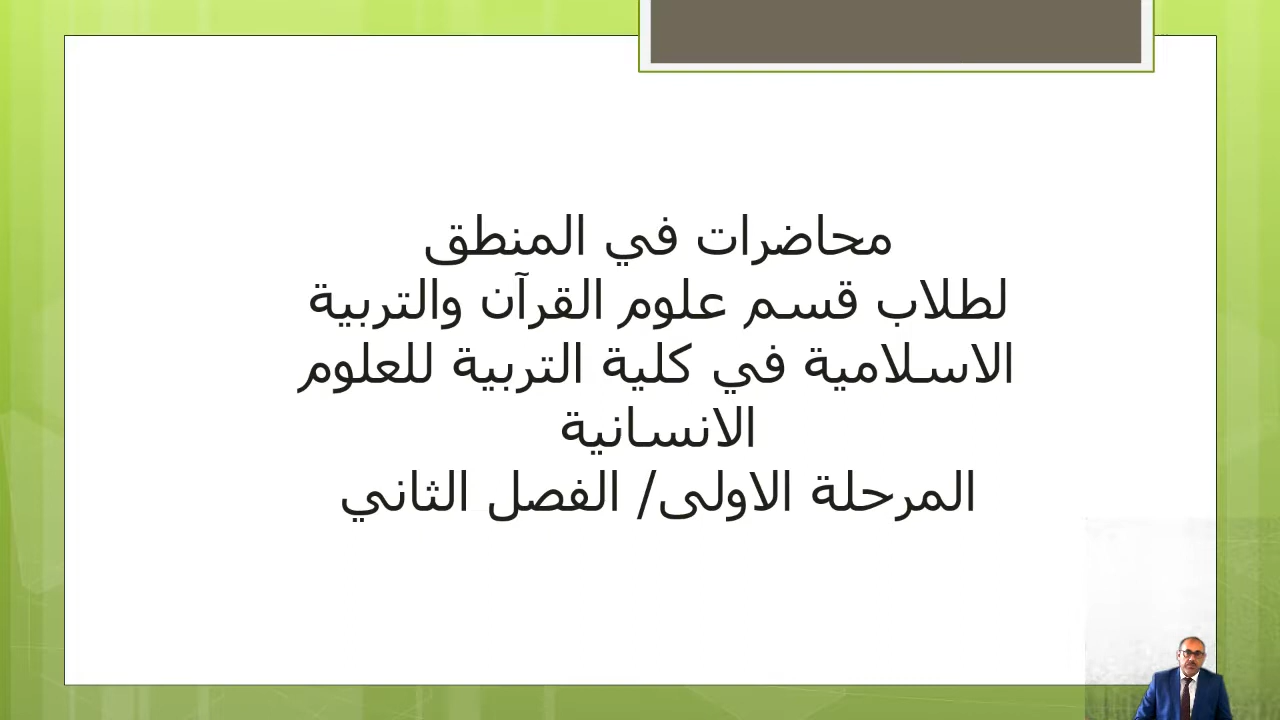 محاضرات في المنطق
لطلاب قسم علوم القرآن والتربية
الاسلامية في كلية التربية للعلوم
الانسانية
المرحلة الاولى/ الفصل الثاني